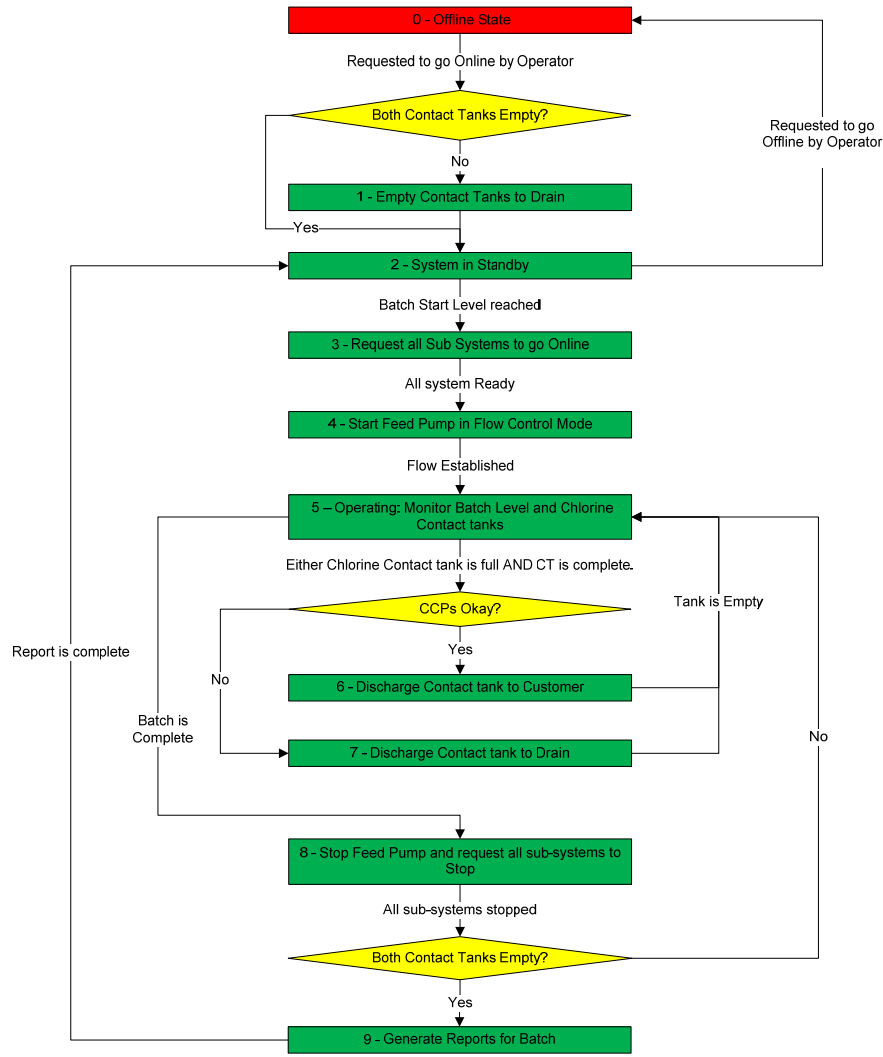 0 - Offline State
Requested to go Online by Operator
Both Contact Tanks Empty?
Requested to go
Offline by Operator
No
1 - Empty Contact Tanks to Drain
Yes
2 - System in Standby
Batch Start Level reached
3 - Request all Sub Systems to go Online
All system Ready
4 - Start Feed Pump in Flow Control Mode
Flow Established
5 – Operating: Monitor Batch Level and Chlorine
Contact tanks
Either Chlorine Contact tank is full AND CT is complete.
CCPs Okay?
Tank is Empty
Yes
Report is complete
No
6 - Discharge Contact tank to Customer
Batch is
Complete
No
7 - Discharge Contact tank to Drain
8 - Stop Feed Pump and request all sub-systems to
Stop
All sub-systems stopped
Both Contact Tanks Empty?
Yes
9 - Generate Reports for Batch